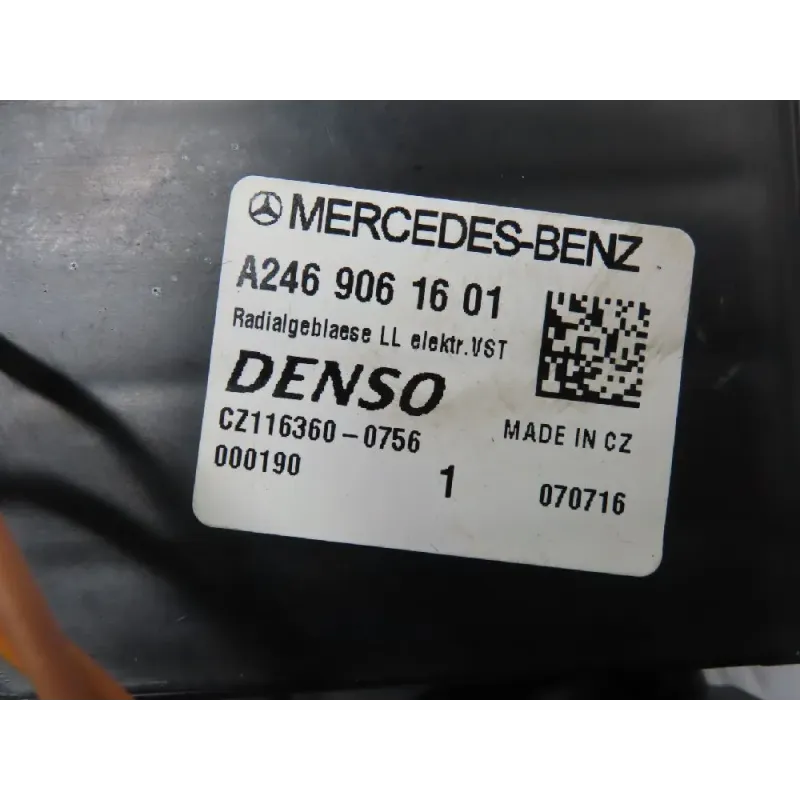 MERCEDES-BENZ
A246 906 16 01
Radialgeblaese LL elektr.VST
DENSO
CZ116360-0756
MADE IN CZ
000190
1
070716